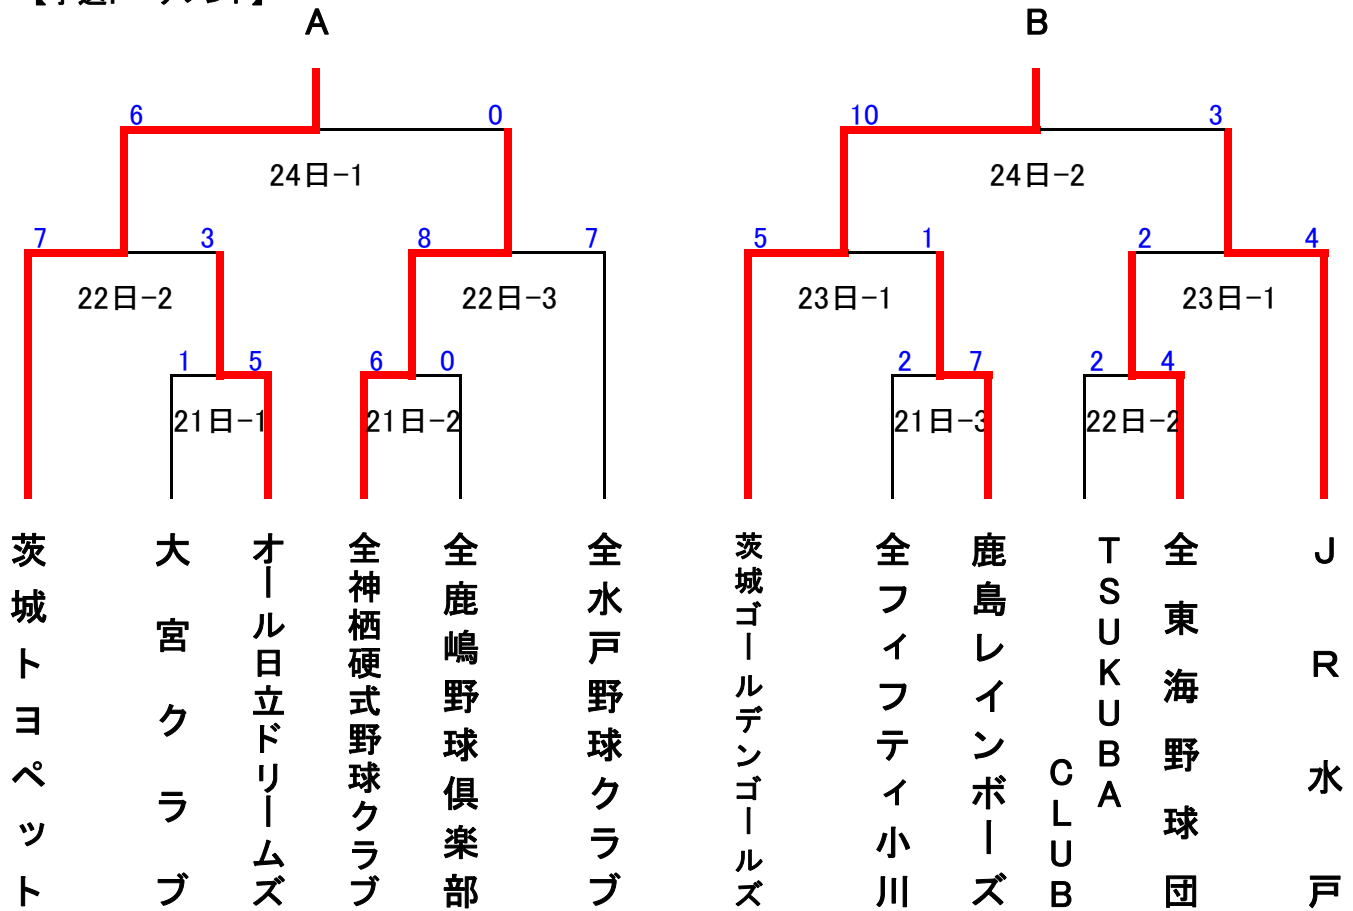 A
B
6
0
10
3
24日-1
24日-2
7
3
8
7
5
1
2
4
22日-2
22日-3
23日-1
23日-1
1
5
6
0
2
7
2
4
21日-1
21日-2
21日-3
22日-2
茨城トヨペット
大宮クラブ
オール日立ドリームズ
全神栖硬式野球クラブ
全鹿嶋野球倶楽部
全水戸野球クラブ
茨城ゴールデンゴールズ
全フィフティ小川
鹿島レインボーズ
TSUKUBA
CLUB
全東海野球団
JR水戸